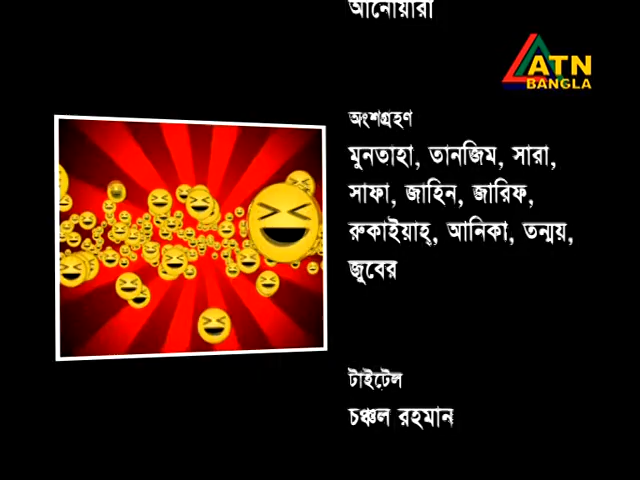 আনোয়ারা
ATN
BANGLA
অংশগ্রহণ
মুনতাহা, তানজিম, সারা,
সাফা, জাহিন, জারিফ,
রুকাইয়াহ্, আনিকা, তন্ময়,
জুবের
টাইটেল
চঞ্চল রহমান